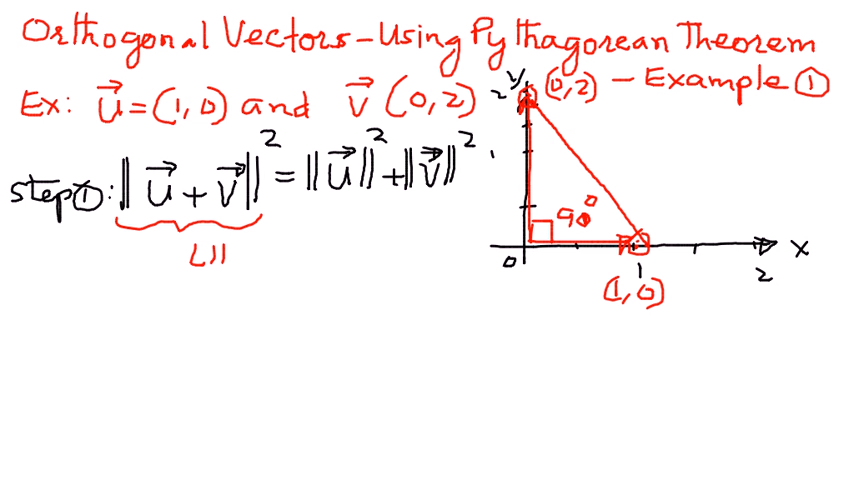 Orthogonal Vectors-Using Pythagorean Theorem
- Example ①
Ex: u⃗=(1,0) and v⃗ (0,2)
step①: ||u⃗+v⃗||² = ||u⃗||²+||v⃗||²
y
2
(0,2)
90°
0
1
2
x
(1,0)